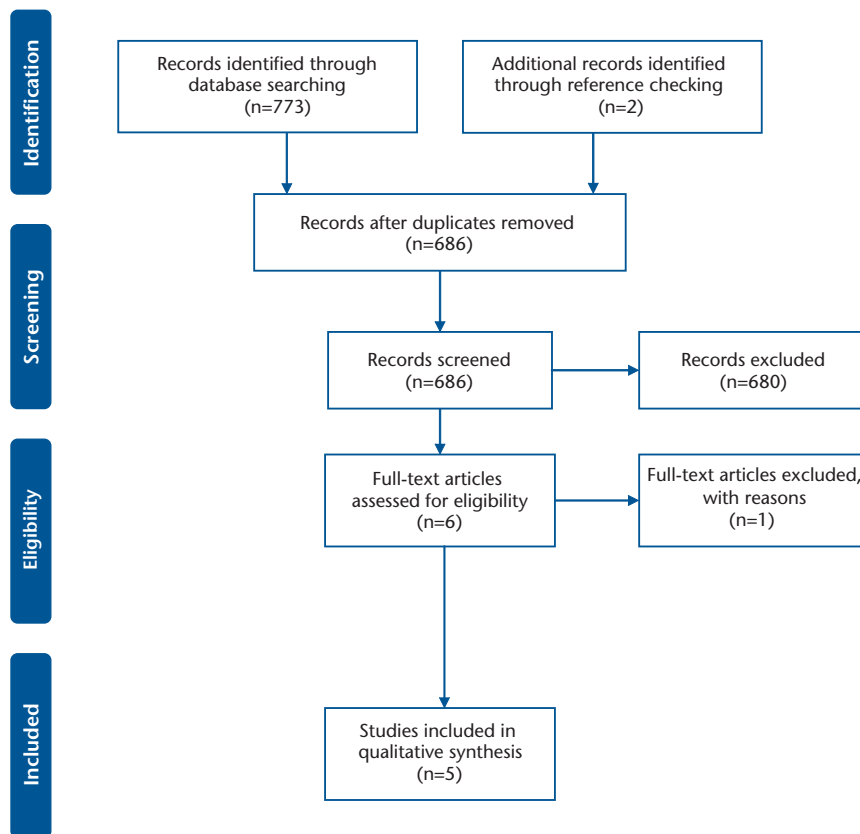 Identification
Records identified through
database searching
(n=773)
Additional records identified
through reference checking
(n=2)
Records after duplicates removed
(n=686)
Screening
Records screened
(n=686)
Records excluded
(n=680)
Eligibility
Full-text articles
assessed for eligibility
(n=6)
Full-text articles excluded,
with reasons
(n=1)
Included
Studies included in
qualitative synthesis
(n=5)